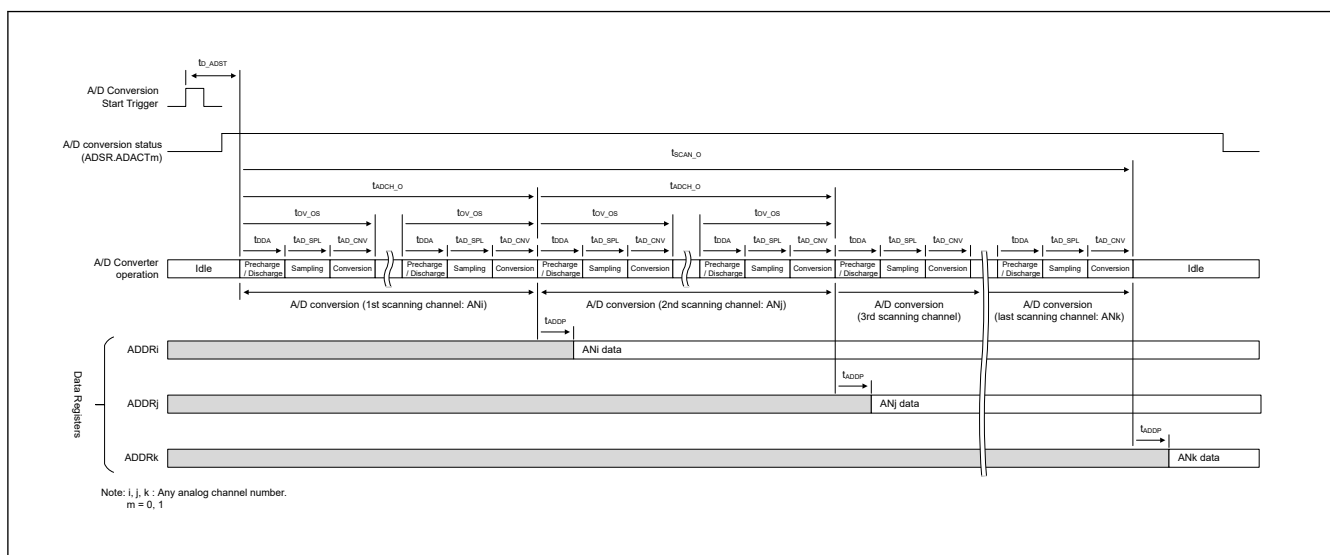 tD_ADST
A/D Conversion
Start Trigger
A/D conversion status
(ADSR.ADACTm)
tSCAN_O
tADCH_O tADCH_O
tOV_OS tOV_OS tOV_OS tOV_OS
tDDA tAD_SPL tAD_CNV tDDA tAD_SPL tAD_CNV tDDA tAD_SPL tAD_CNV tDDA tAD_SPL tAD_CNV tDDA tAD_SPL tAD_CNV tDDA tAD_SPL tAD_CNV
A/D Converter
operation
Idle Precharge / Discharge Sampling Conversion Precharge / Discharge Sampling Conversion Precharge / Discharge Sampling Conversion Precharge / Discharge Sampling Conversion Precharge / Discharge Sampling Conversion Precharge / Discharge Sampling Conversion Idle
A/D conversion (1st scanning channel: ANi)
A/D conversion (2nd scanning channel: ANj)
A/D conversion
(3rd scanning channel)
A/D conversion
(last scanning channel: ANk)
tADDP
ADDRi ANi data
tADDP
ADDRj ANj data
tADDP
ADDRk ANk data
Data Registers
Note: i, j, k : Any analog channel number.
m = 0, 1